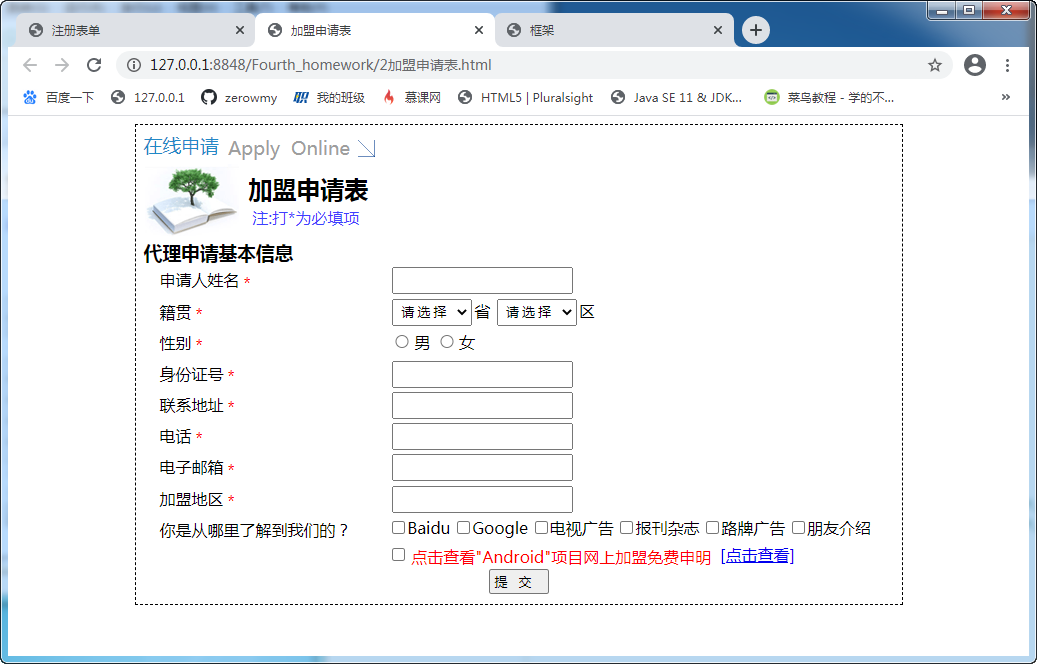 注册表单
加盟申请表
框架
127.0.0.1:8848/Fourth_homework/2加盟申请表.html
百度一下 127.0.0.1 zerowmy 我的班级 慕课网 HTML5 | Pluralsight Java SE 11 & JDK... 菜鸟教程 - 学的不... »
在线申请 Apply Online
加盟申请表
注:打*为必填项
代理申请基本信息
申请人姓名 *
籍贯 * 请选择 省 请选择 区
性别 * 男 女
身份证号 *
联系地址 *
电话 *
电子邮箱 *
加盟地区 *
你是从哪里了解到我们的？ Baidu Google 电视广告 报刊杂志 路牌广告 朋友介绍
点击查看"Android"项目网上加盟免费申明 [点击查看]
提 交